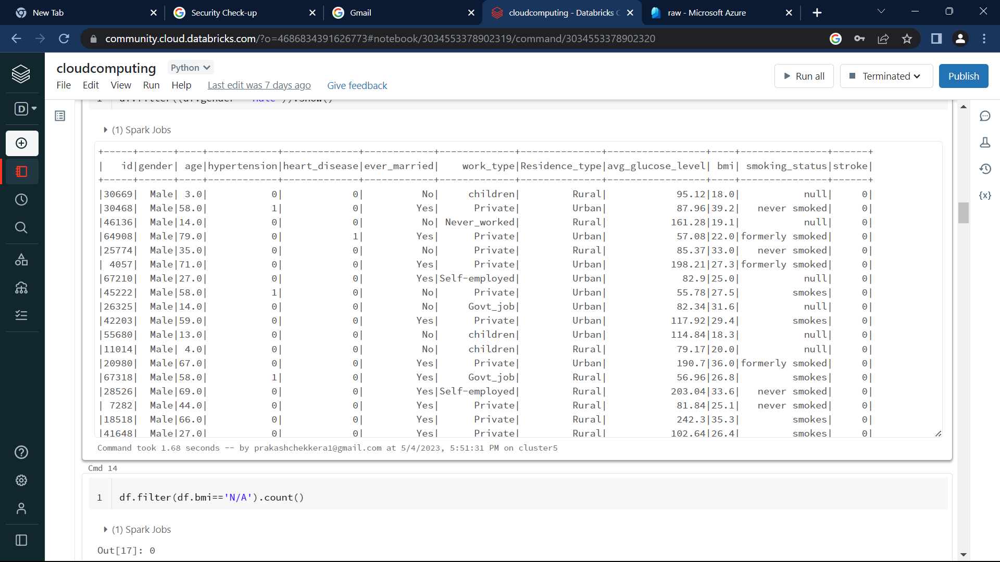 New Tab
Security Check-up
Gmail
cloudcomputing - Databricks C
raw - Microsoft Azure
community.cloud.databricks.com/?o=4686834391626773#notebook/3034553378902319/command/3034553378902320
cloudcomputing Python
Run all
Terminated
Publish
File Edit View Run Help Last edit was 7 days ago Give feedback
D
(1) Spark Jobs
+-----+------+----+------------+-------------+------------+-------------+--------------+-----------------+----+---------------+------+
|   id|gender| age|hypertension|heart_disease|ever_married|    work_type|Residence_type|avg_glucose_level| bmi| smoking_status|stroke|
+-----+------+----+------------+-------------+------------+-------------+--------------+-----------------+----+---------------+------+
|30669|  Male| 3.0|           0|            0|          No|     children|         Rural|            95.12|18.0|           null|     0|
|30468|  Male|58.0|           1|            0|         Yes|      Private|         Urban|            87.96|39.2|   never smoked|     0|
|46136|  Male|14.0|           0|            0|          No| Never_worked|         Rural|           161.28|19.1|           null|     0|
|64908|  Male|79.0|           0|            1|         Yes|      Private|         Urban|            57.08|22.0|formerly smoked|     0|
|25774|  Male|35.0|           0|            0|          No|      Private|         Rural|            85.37|33.0|   never smoked|     0|
| 4057|  Male|71.0|           0|            0|         Yes|      Private|         Urban|           198.21|27.3|formerly smoked|     0|
|67210|  Male|27.0|           0|            0|         Yes|Self-employed|         Urban|             82.9|25.0|           null|     0|
|45222|  Male|58.0|           1|            0|          No|      Private|         Urban|            55.78|27.5|         smokes|     0|
|26325|  Male|14.0|           0|            0|          No|     Govt_job|         Urban|            82.34|31.6|           null|     0|
|42203|  Male|59.0|           0|            0|         Yes|      Private|         Urban|           117.92|29.4|         smokes|     0|
|55680|  Male|13.0|           0|            0|          No|     children|         Urban|           114.84|18.3|           null|     0|
|11014|  Male| 4.0|           0|            0|          No|     children|         Rural|            79.17|20.0|           null|     0|
|20980|  Male|67.0|           0|            0|         Yes|      Private|         Urban|            190.7|36.0|formerly smoked|     0|
|67318|  Male|58.0|           1|            0|         Yes|     Govt_job|         Rural|            56.96|26.8|         smokes|     0|
|28526|  Male|69.0|           0|            0|         Yes|Self-employed|         Rural|           203.04|33.6|   never smoked|     0|
| 7282|  Male|44.0|           0|            0|         Yes|      Private|         Rural|            81.84|25.1|   never smoked|     0|
|18518|  Male|66.0|           0|            0|         Yes|      Private|         Rural|            242.3|35.3|         smokes|     0|
|41648|  Male|27.0|           0|            0|         Yes|      Private|         Rural|           102.64|26.4|         smokes|     0|
Command took 1.68 seconds -- by prakashchekkera1@gmail.com at 5/4/2023, 5:51:31 PM on cluster5
Cmd 14
1 df.filter(df.bmi=='N/A').count()
(1) Spark Jobs
Out[17]: 0